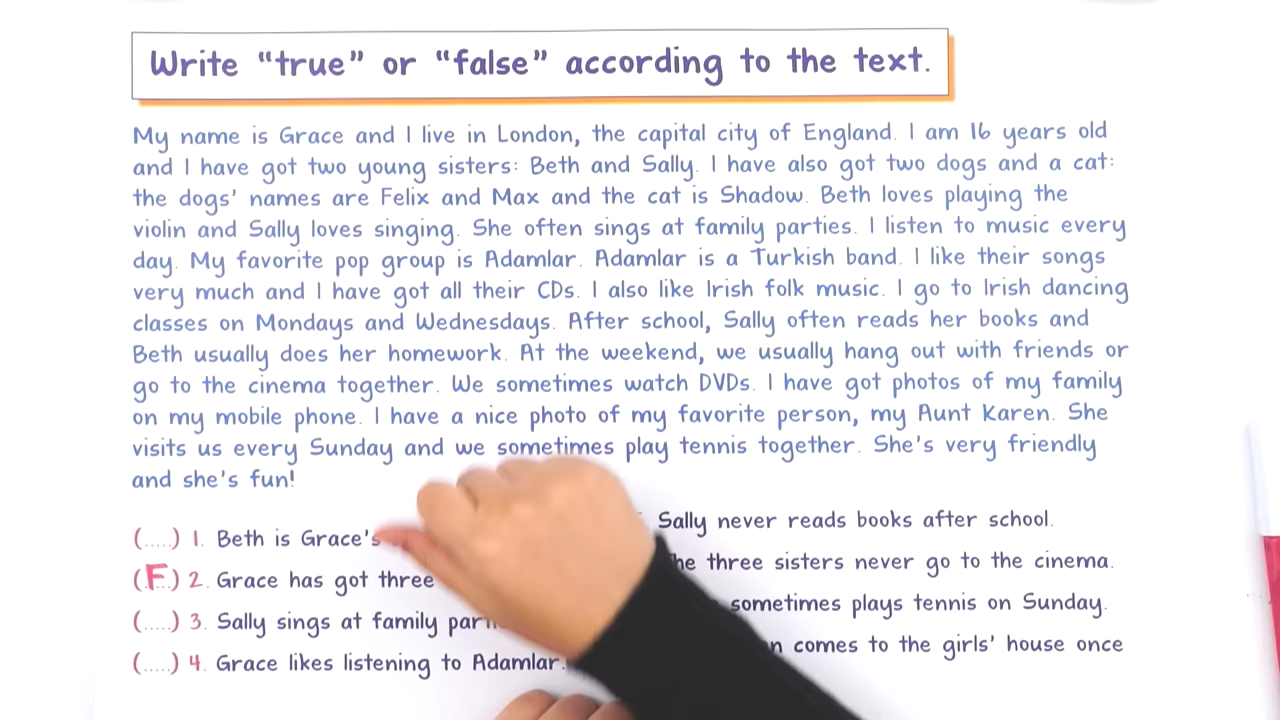 Write “true” or “false” according to the text.
My name is Grace and I live in London, the capital city of England. I am 16 years old
and I have got two young sisters: Beth and Sally. I have also got two dogs and a cat:
the dogs' names are Felix and Max and the cat is Shadow. Beth loves playing the
violin and Sally loves singing. She often sings at family parties. I listen to music every
day. My favorite pop group is Adamlar. Adamlar is a Turkish band. I like their songs
very much and I have got all their CDs. I also like Irish folk music. I go to Irish dancing
classes on Mondays and Wednesdays. After school, Sally often reads her books and
Beth usually does her homework. At the weekend, we usually hang out with friends or
go to the cinema together. We sometimes watch DVDs. I have got photos of my family
on my mobile phone. I have a nice photo of my favorite person, my Aunt Karen. She
visits us every Sunday and we sometimes play tennis together. She's very friendly
and she's fun!
(.....) 1. Beth is Grace's
(F) 2. Grace has got three
(.....) 3. Sally sings at family
(.....) 4. Grace likes listening to Adamlar.
Sally never reads books after school.
three sisters never go to the cinema.
sometimes plays tennis on Sunday.
comes to the girls' house once